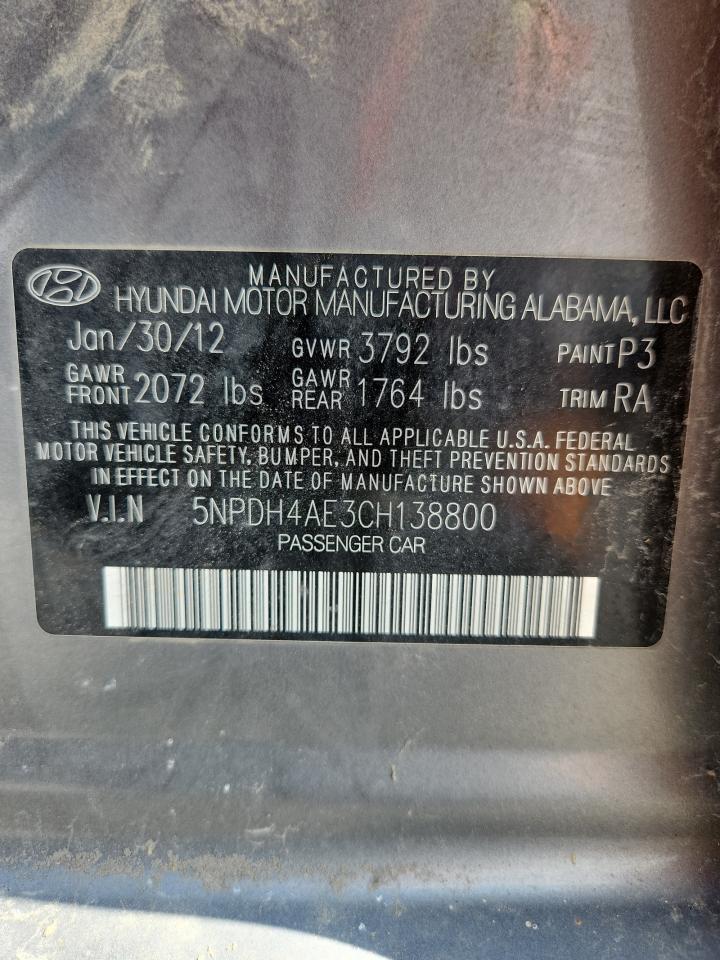 MANUFACTURED BY
HYUNDAI MOTOR MANUFACTURING ALABAMA, LLC
Jan/30/12 GVWR 3792 lbs PAINT P3
GAWR FRONT 2072 lbs GAWR REAR 1764 lbs TRIM RA
THIS VEHICLE CONFORMS TO ALL APPLICABLE U.S.A. FEDERAL
MOTOR VEHICLE SAFETY, BUMPER, AND THEFT PREVENTION STANDARDS
IN EFFECT ON THE DATE OF MANUFACTURE SHOWN ABOVE
V.I.N 5NPDH4AE3CH138800
PASSENGER CAR